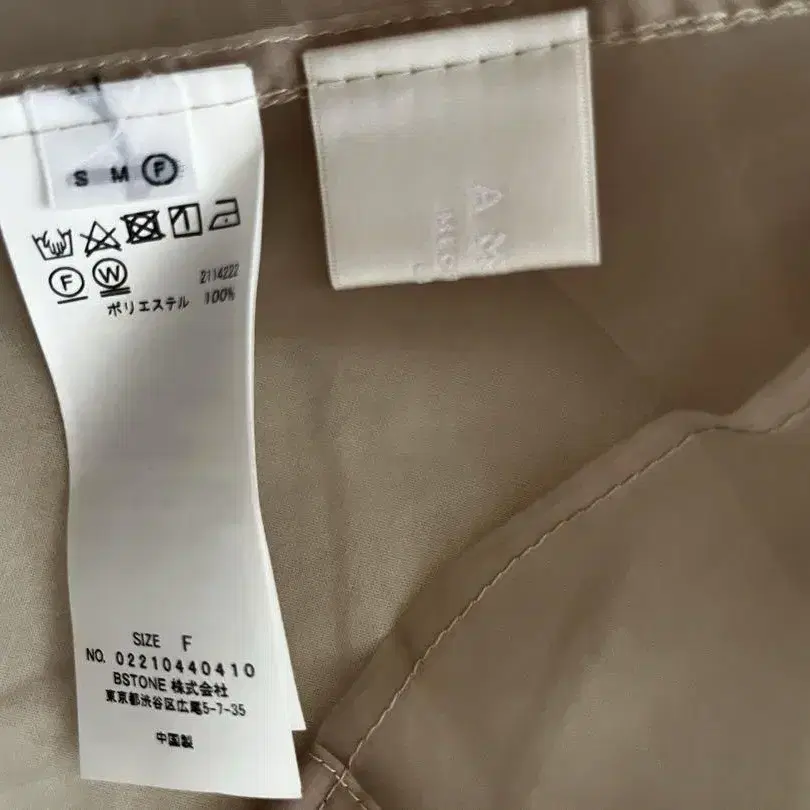 S M F
F W
2114222
ポリエステル 100%
SIZE F
NO. 02210440410
BSTONE 株式会社
東京都渋谷区広尾5-7-35
中国製